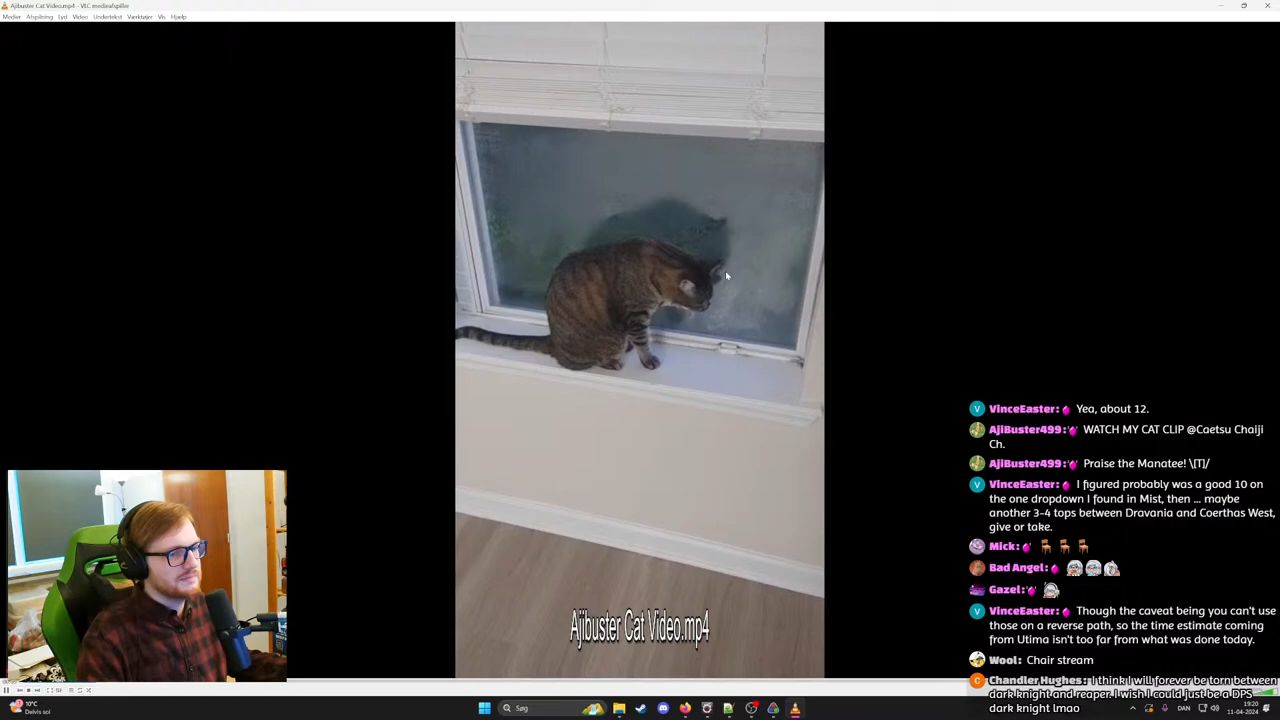 Ajibuster Cat Video.mp4 - VLC medieafspiller
Medier Afspilning Lyd Video Undertekst Værktøjer Vis Hjælp
Ajibuster Cat Video.mp4
V VinceEaster: Yea, about 12.
AjiBuster499: WATCH MY CAT CLIP @Caetsu Chaiji
Ch.
AjiBuster499: Praise the Manatee! \[T]/
V VinceEaster: I figured probably was a good 10 on
the one dropdown I found in Mist, then ... maybe
another 3-4 tops between Dravania and Coerthas West,
give or take.
Mick:
Bad Angel:
Gazel:
V VinceEaster: Though the caveat being you can't use
those on a reverse path, so the time estimate coming
from Utima isn't too far from what was done today.
Wool: Chair stream
C Chandler Hughes: I think I will forever be torn between
dark knight and reaper. I wish I could just be a DPS
dark knight lmao
10°C
Delvis sol
Søg
DAN
19:20
11-04-2024